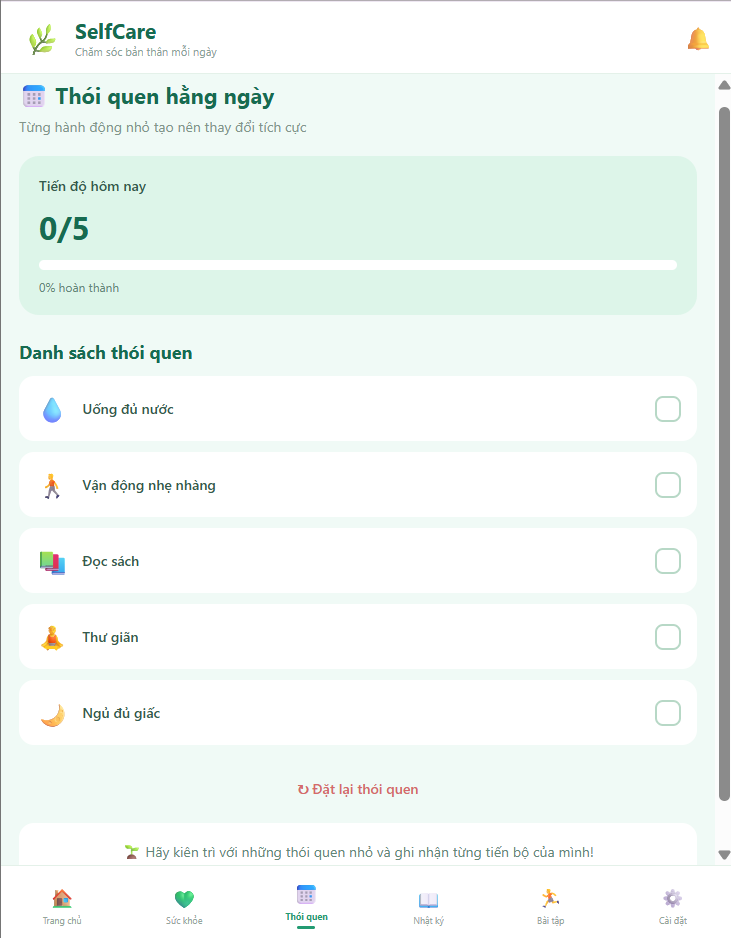 SelfCare
Chăm sóc bản thân mỗi ngày
Thói quen hằng ngày
Từng hành động nhỏ tạo nên thay đổi tích cực
Tiến độ hôm nay
0/5
0% hoàn thành
Danh sách thói quen
Uống đủ nước
Vận động nhẹ nhàng
Đọc sách
Thư giãn
Ngủ đủ giấc
↻ Đặt lại thói quen
Hãy kiên trì với những thói quen nhỏ và ghi nhận từng tiến bộ của mình!
Trang chủ
Sức khỏe
Thói quen
Nhật ký
Bài tập
Cài đặt